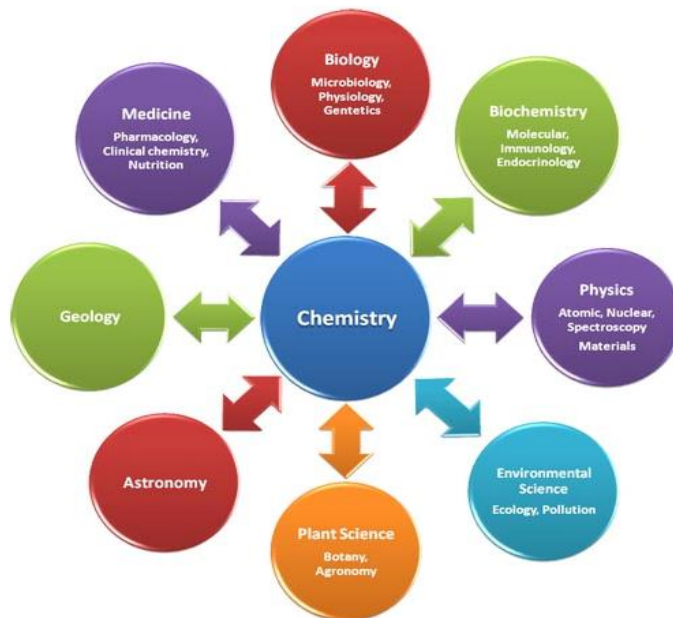 Biology
Microbiology,
Physiology,
Gentetics
Medicine
Pharmacology,
Clinical chemistry,
Nutrition
Biochemistry
Molecular,
Immunology,
Endocrinology
Geology
Chemistry
Physics
Atomic, Nuclear,
Spectroscopy
Materials
Astronomy
Environmental
Science
Ecology, Pollution
Plant Science
Botany,
Agronomy